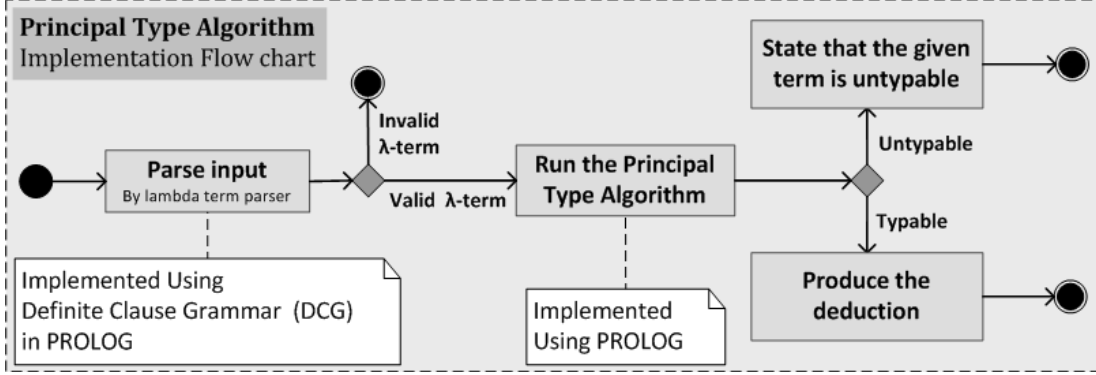 Principal Type Algorithm
Implementation Flow chart
State that the given
term is untypable
Invalid
λ-term
Untypable
Parse input
By lambda term parser
Valid λ-term
Run the Principal
Type Algorithm
Typable
Implemented Using
Definite Clause Grammar (DCG)
in PROLOG
Implemented
Using PROLOG
Produce the
deduction